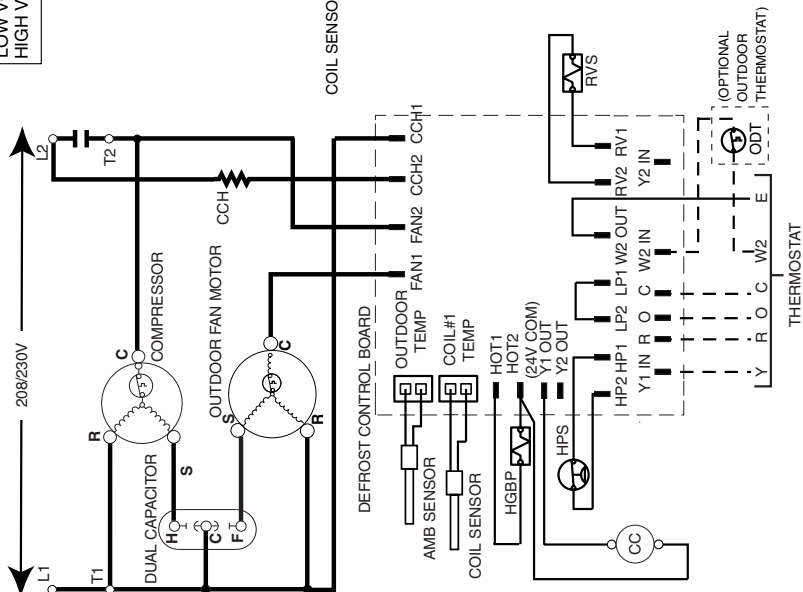 LOW V
HIGH V
208/230V
L1
L2
T1
T2
COIL SENSO
COMPRESSOR
R
C
S
DUAL CAPACITOR
H
C
F
OUTDOOR FAN MOTOR
S
C
R
CCH
DEFROST CONTROL BOARD
FAN1
FAN2
CCH2
CCH1
OUTDOOR
TEMP
COIL#1
TEMP
AMB SENSOR
COIL SENSOR
HOT1
HOT2
(24V COM)
Y1 OUT
Y2 OUT
HGBP
HPS
CC
HP2
HP1
LP2
LP1
W2 OUT
RV2
RV1
Y1 IN
R
O
C
W2 IN
Y2 IN
RVS
(OPTIONAL
OUTDOOR
THERMOSTAT)
ODT
Y
R
O
C
W2
E
THERMOSTAT